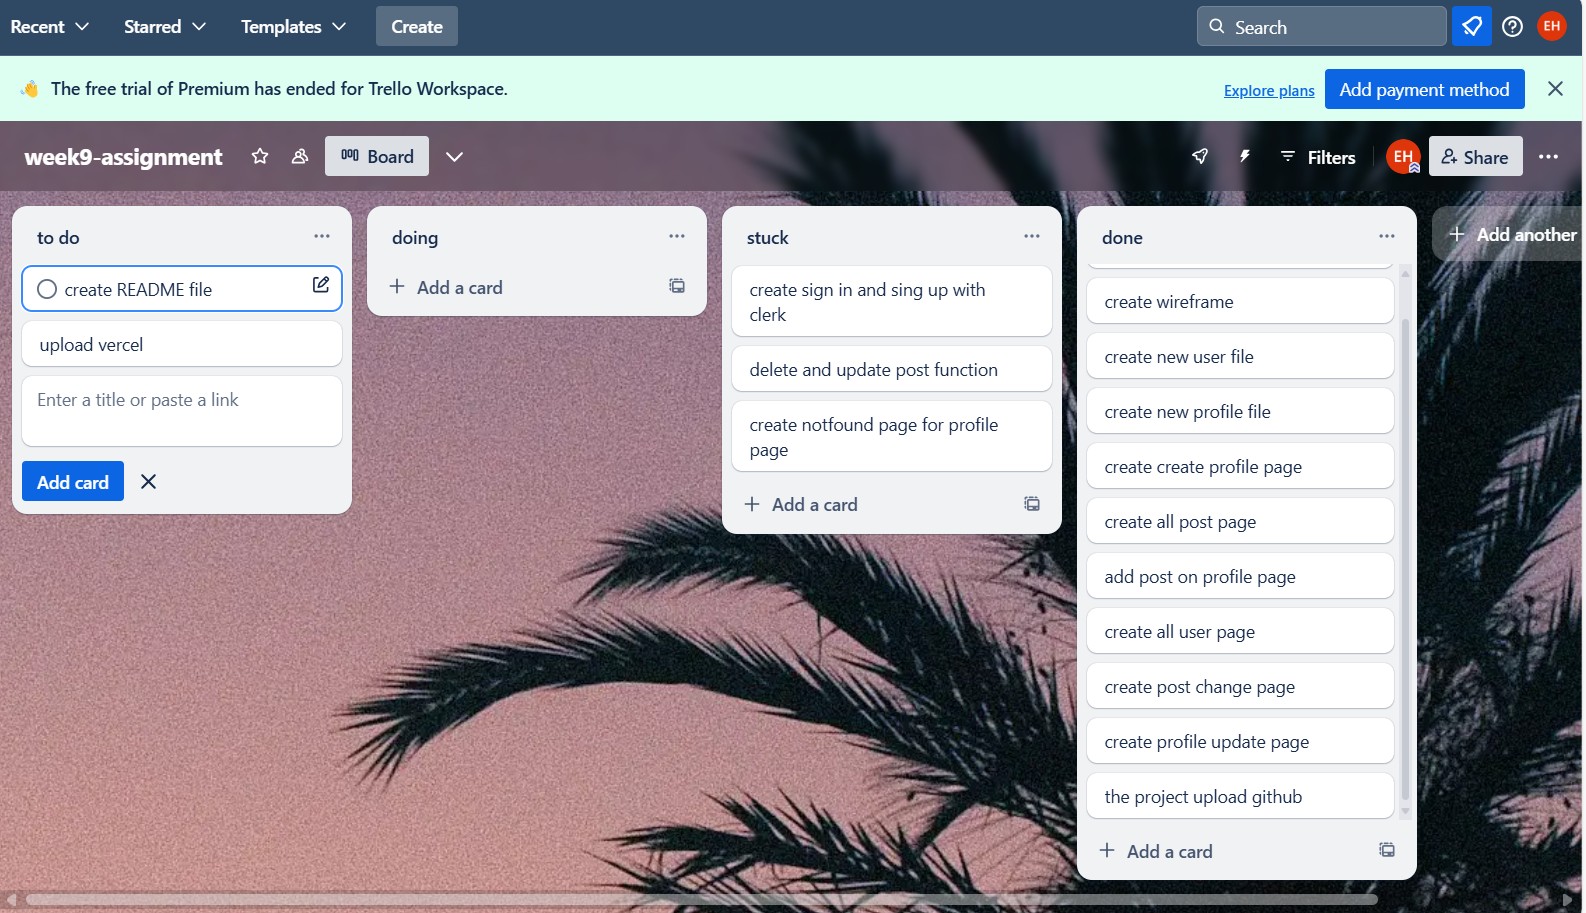 Recent
Starred
Templates
Create
Search
EH
The free trial of Premium has ended for Trello Workspace.
Explore plans
Add payment method
week9-assignment
Board
Filters
EH
Share
to do
create README file
upload vercel
Enter a title or paste a link
Add card
doing
Add a card
stuck
create sign in and sing up with
clerk
delete and update post function
create notfound page for profile
page
Add a card
done
create wireframe
create new user file
create new profile file
create create profile page
create all post page
add post on profile page
create all user page
create post change page
create profile update page
the project upload github
Add a card
Add another